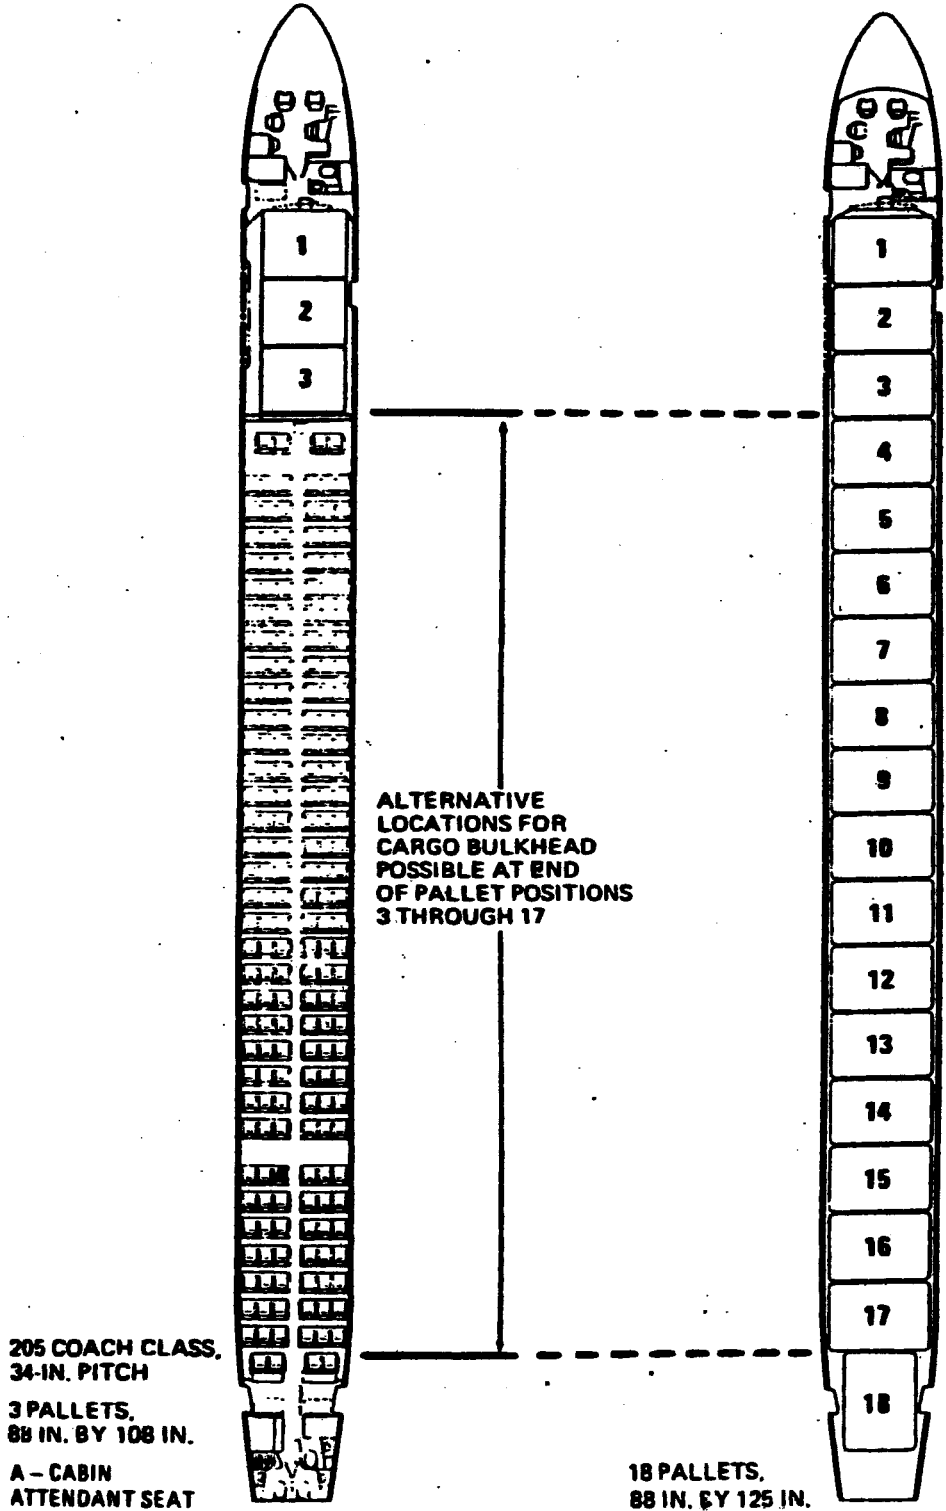 1
2
3
1
2
3
4
5
6
7
8
9
10
11
12
13
14
15
16
17
18
ALTERNATIVE
LOCATIONS FOR
CARGO BULKHEAD
POSSIBLE AT END
OF PALLET POSITIONS
3 THROUGH 17
205 COACH CLASS,
34-IN. PITCH
3 PALLETS,
88 IN. BY 108 IN.
A – CABIN
ATTENDANT SEAT
18 PALLETS,
88 IN. BY 125 IN.